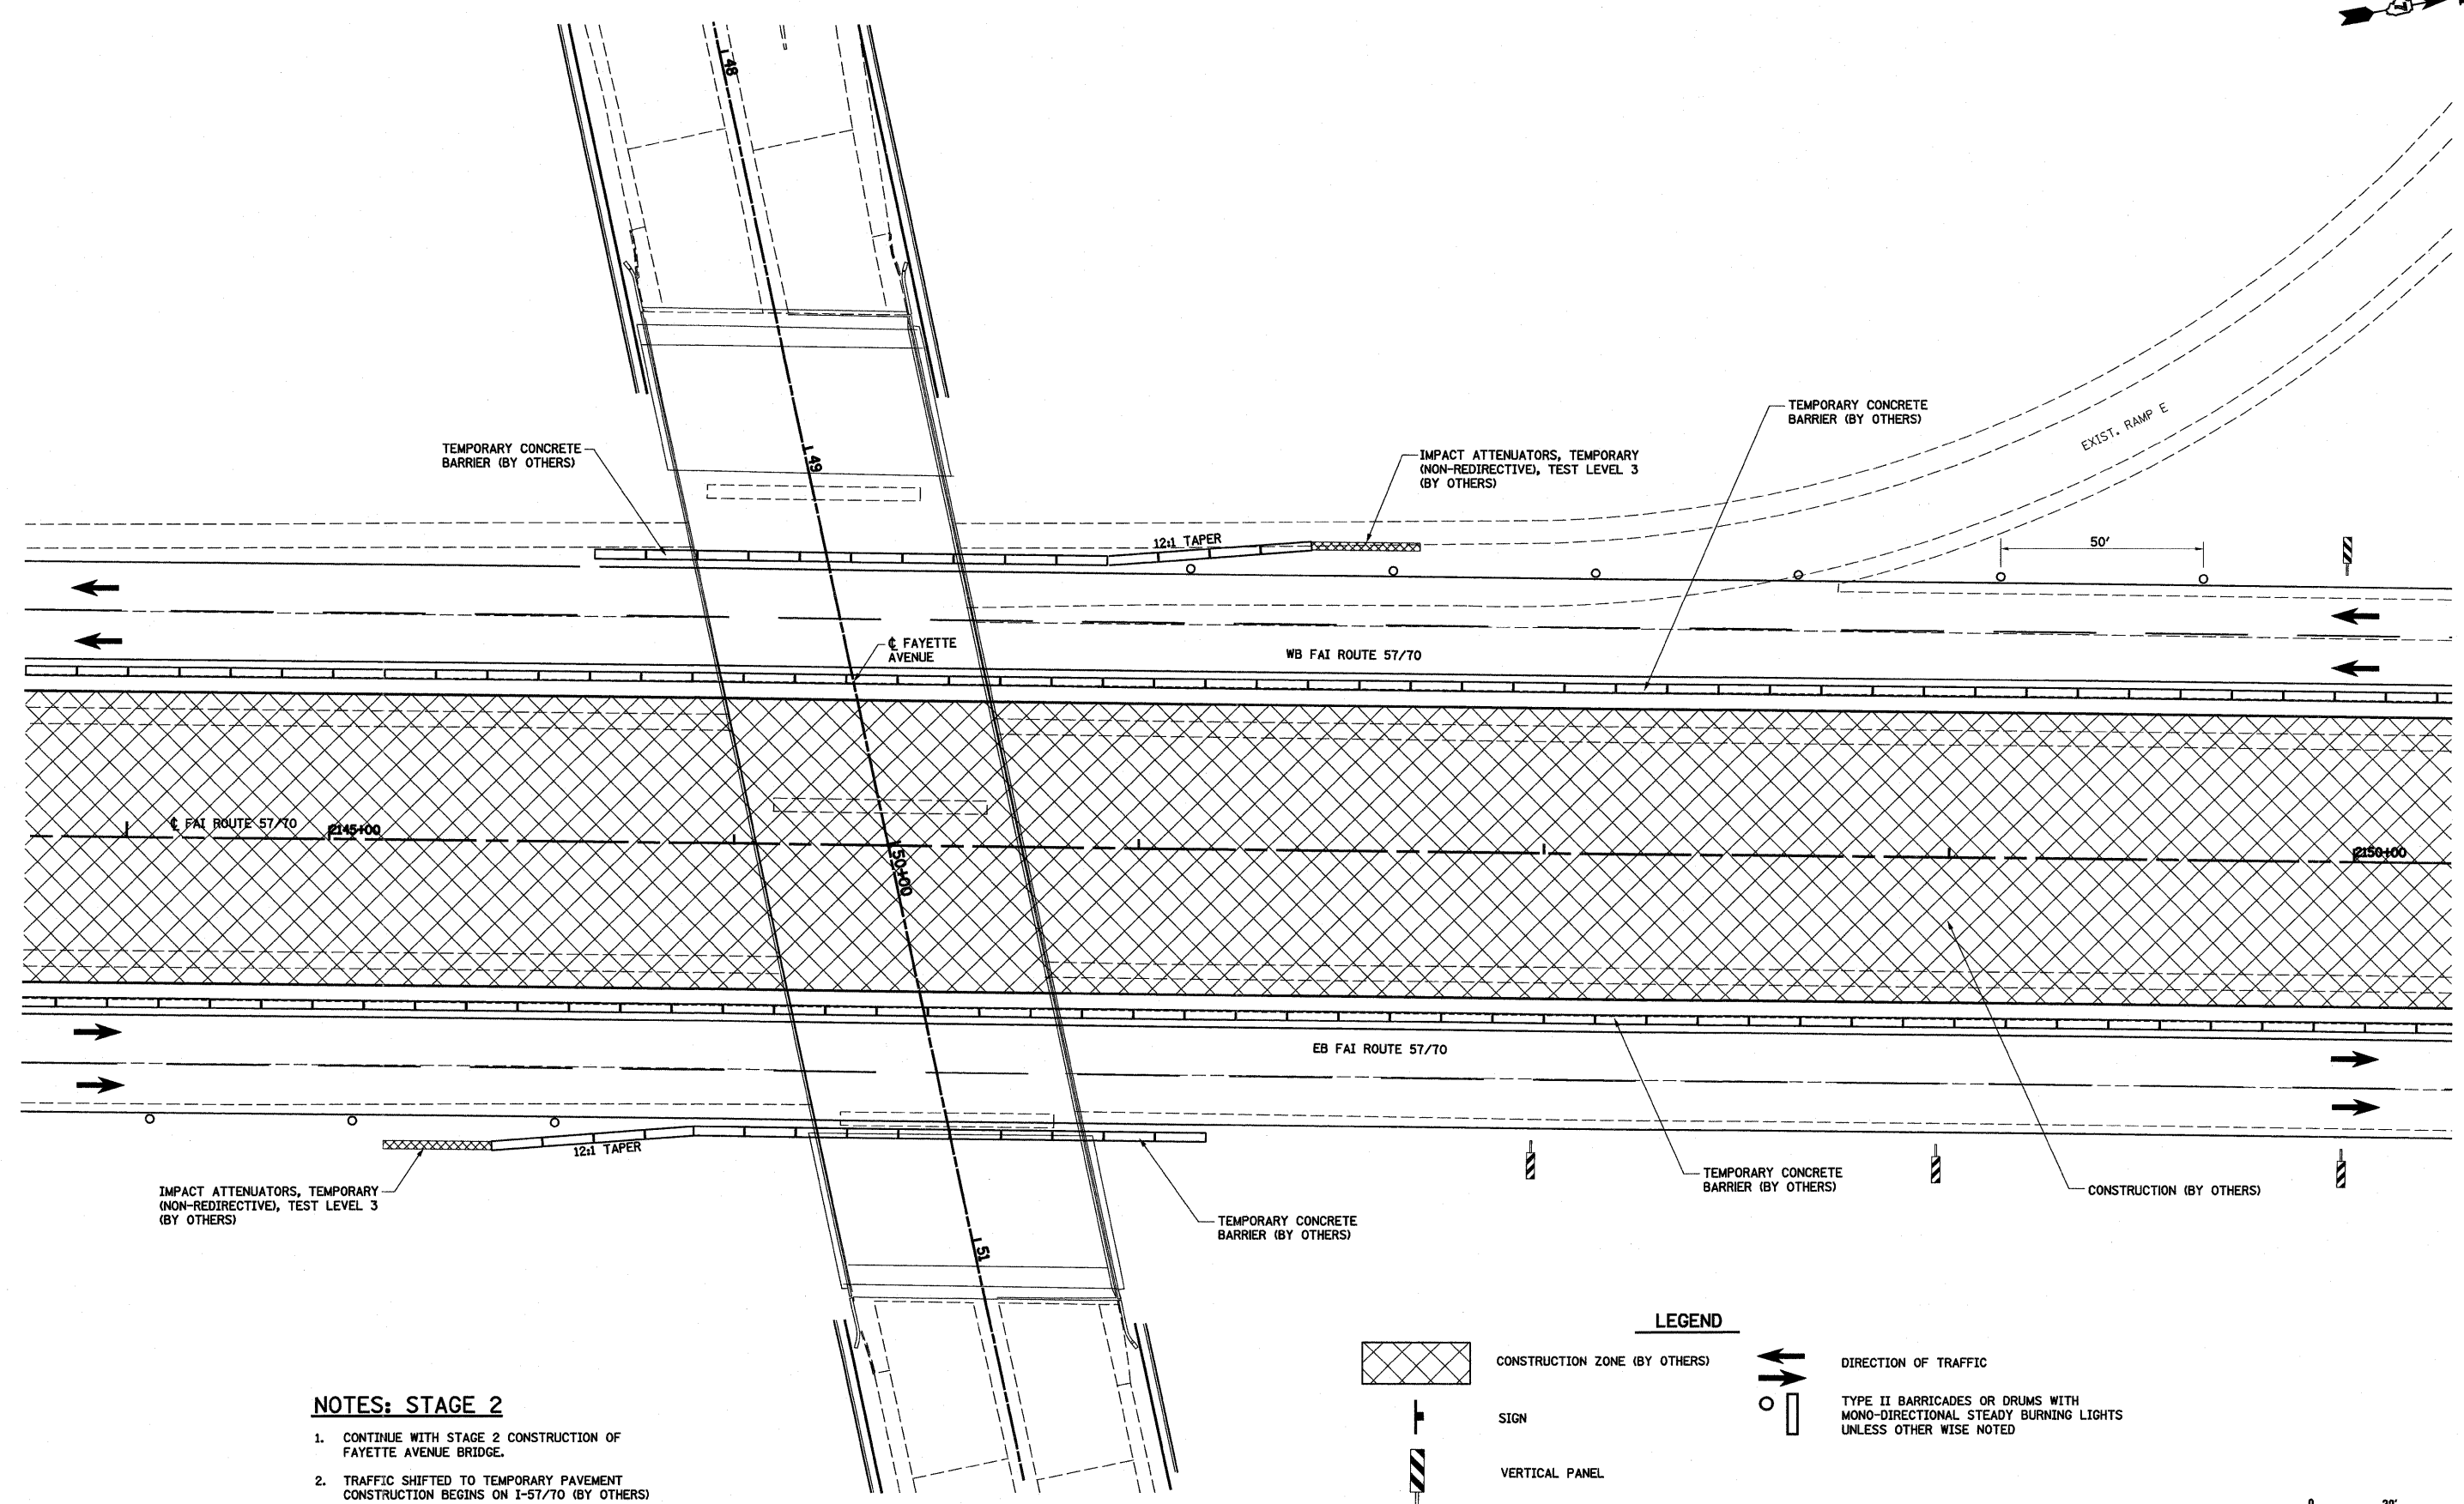 48
TEMPORARY CONCRETE
BARRIER (BY OTHERS)
EXIST. RAMP E
TEMPORARY CONCRETE
BARRIER (BY OTHERS)
49
IMPACT ATTENUATORS, TEMPORARY
(NON-REDIRECTIVE), TEST LEVEL 3
(BY OTHERS)
12:1 TAPER
50'
℄ FAYETTE
AVENUE
WB FAI ROUTE 57/70
℄ FAI ROUTE 57/70
2145+00
150+00
2150+00
EB FAI ROUTE 57/70
12:1 TAPER
IMPACT ATTENUATORS, TEMPORARY
(NON-REDIRECTIVE), TEST LEVEL 3
(BY OTHERS)
TEMPORARY CONCRETE
BARRIER (BY OTHERS)
CONSTRUCTION (BY OTHERS)
TEMPORARY CONCRETE
BARRIER (BY OTHERS)
51
LEGEND
CONSTRUCTION ZONE (BY OTHERS)
DIRECTION OF TRAFFIC
SIGN
TYPE II BARRICADES OR DRUMS WITH
MONO-DIRECTIONAL STEADY BURNING LIGHTS
UNLESS OTHER WISE NOTED
VERTICAL PANEL
NOTES: STAGE 2
1. CONTINUE WITH STAGE 2 CONSTRUCTION OF
FAYETTE AVENUE BRIDGE.
2. TRAFFIC SHIFTED TO TEMPORARY PAVEMENT
CONSTRUCTION BEGINS ON I-57/70 (BY OTHERS)